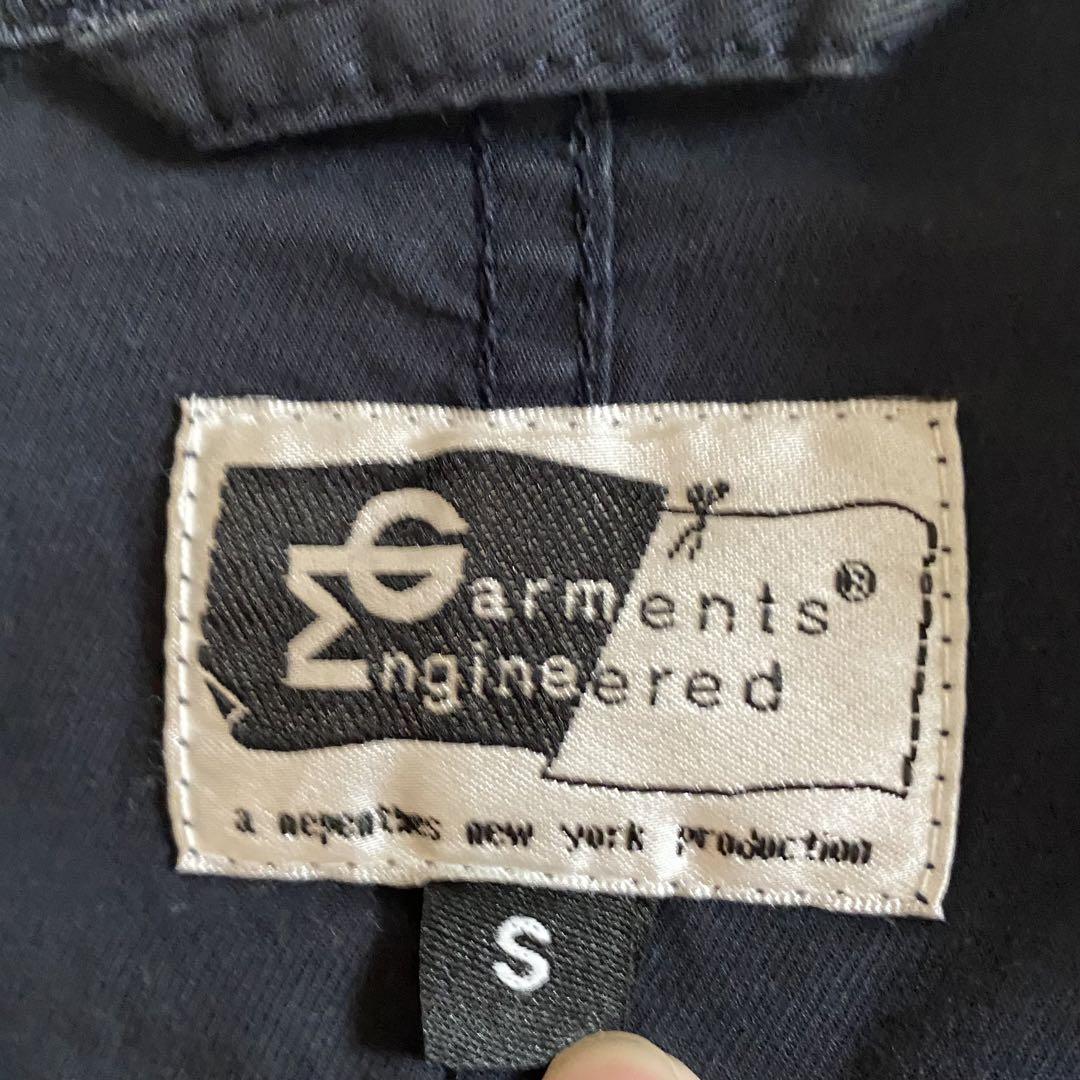 Garments®
Engineered
a nepenthes new york production
S